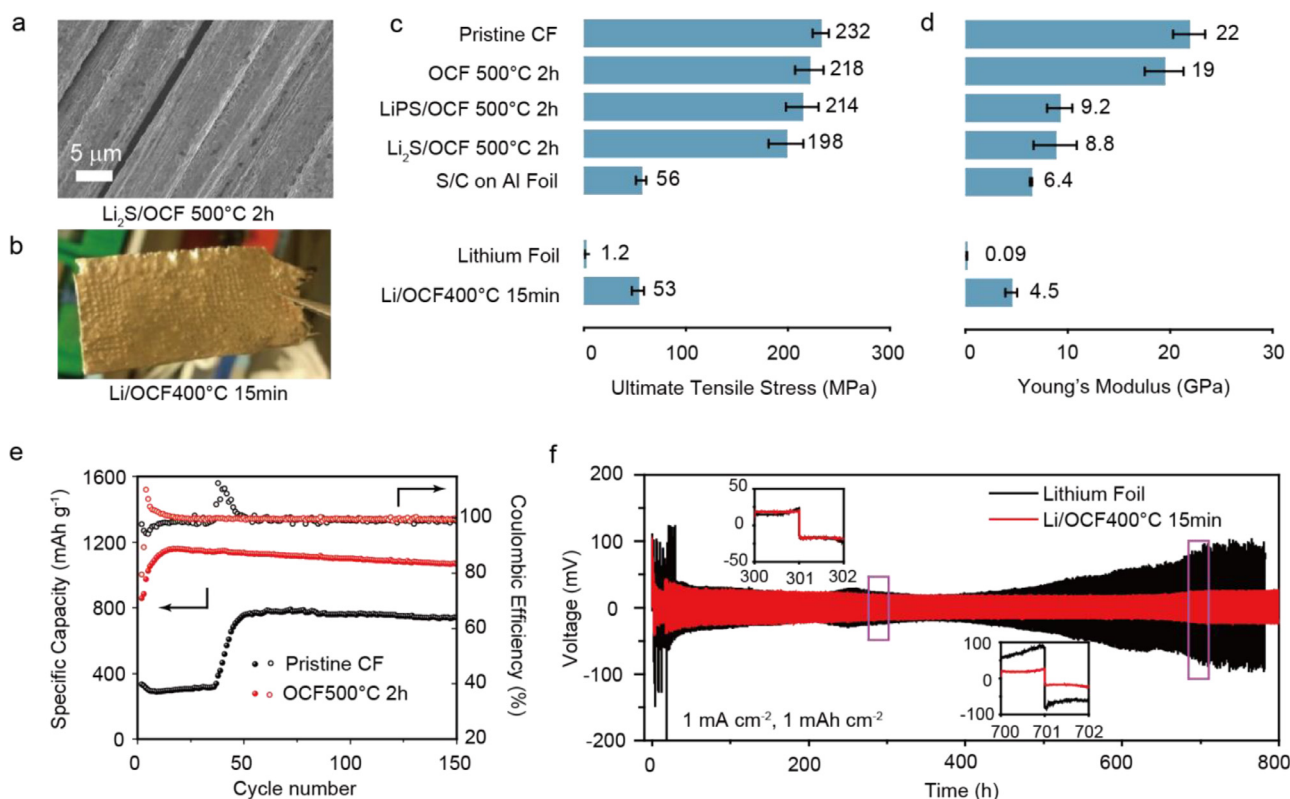 a
5 μm
Li₂S/OCF 500°C 2h
b
Li/OCF400°C 15min
c
Pristine CF
232
OCF 500°C 2h
218
LiPS/OCF 500°C 2h
214
Li₂S/OCF 500°C 2h
198
S/C on Al Foil
56
Lithium Foil
1.2
Li/OCF400°C 15min
53
0 100 200 300
Ultimate Tensile Stress (MPa)
d
22
19
9.2
8.8
6.4
0.09
4.5
0 10 20 30
Young's Modulus (GPa)
e
Specific Capacity (mAh g⁻¹)
1600
1200
800
400
0
Pristine CF
OCF500°C 2h
100
80
60
40
20
Coulombic Efficiency (%)
0 50 100 150
Cycle number
f
Voltage (mV)
200
100
0
-100
-200
50
0
-50
300 301 302
Lithium Foil
Li/OCF400°C 15min
100
0
-100
700 701 702
1 mA cm⁻², 1 mAh cm⁻²
0 200 400 600 800
Time (h)